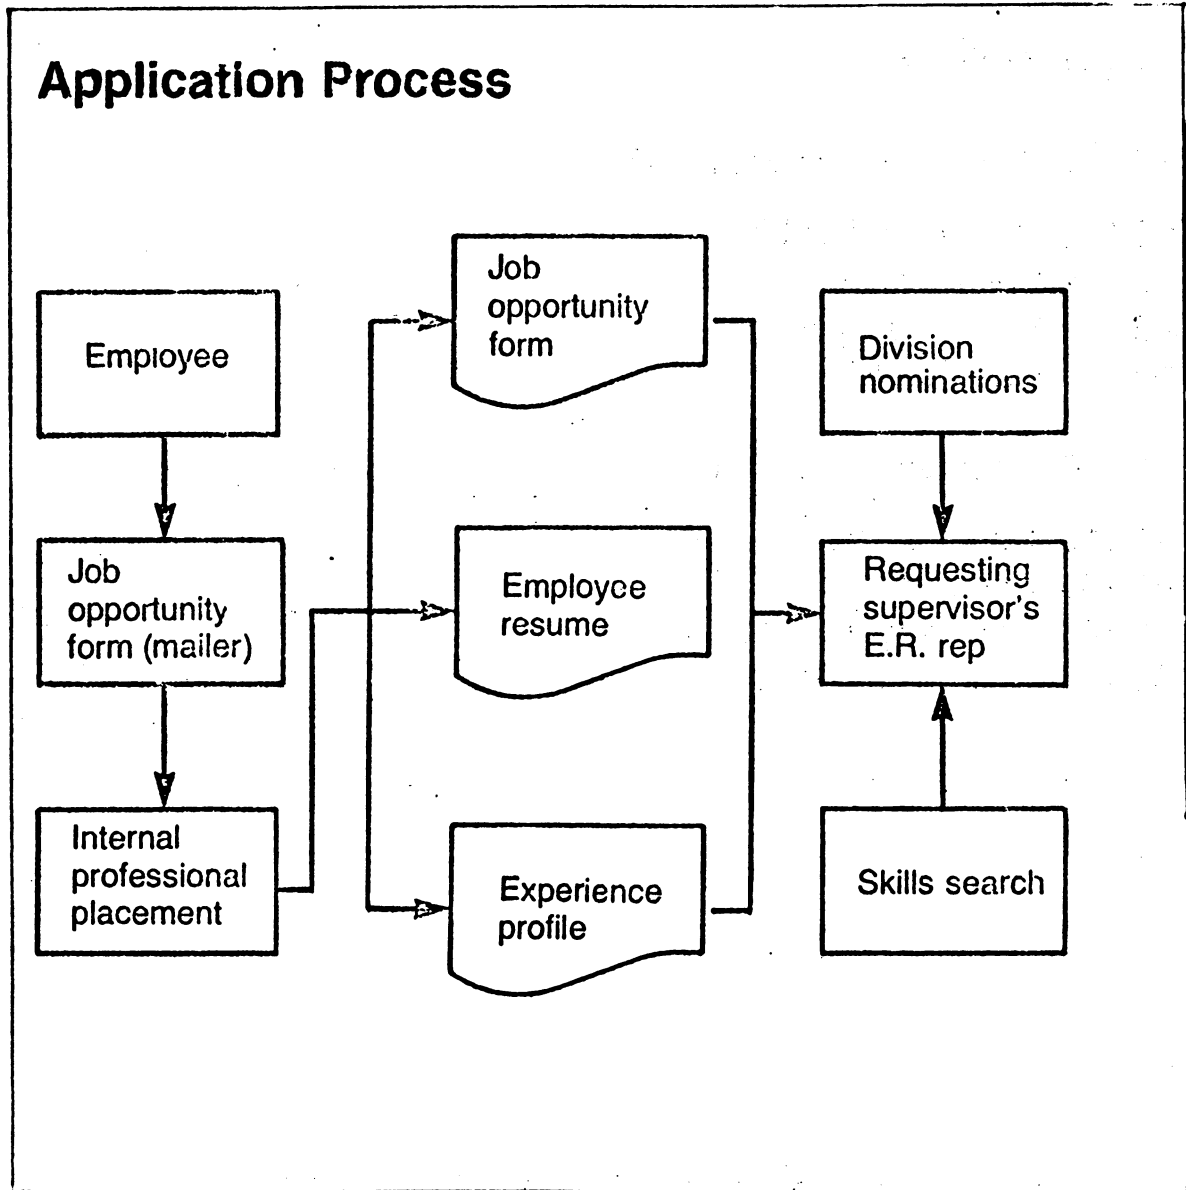 Application Process
Employee
Job
opportunity
form (mailer)
Internal
professional
placement
Job
opportunity
form
Employee
resume
Experience
profile
Division
nominations
Requesting
supervisor's
E.R. rep
Skills search